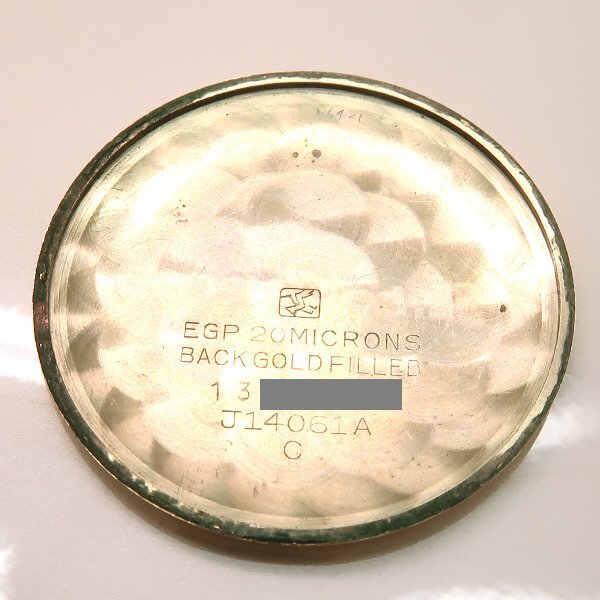 EGP 20MICRONS
BACK GOLD FILLED
13
J14061A
G